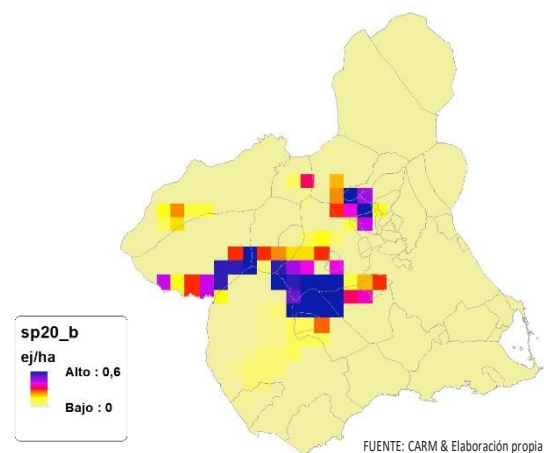 sp20_b
ej/ha
Alto : 0,6
Bajo : 0
FUENTE: CARM & Elaboración propia